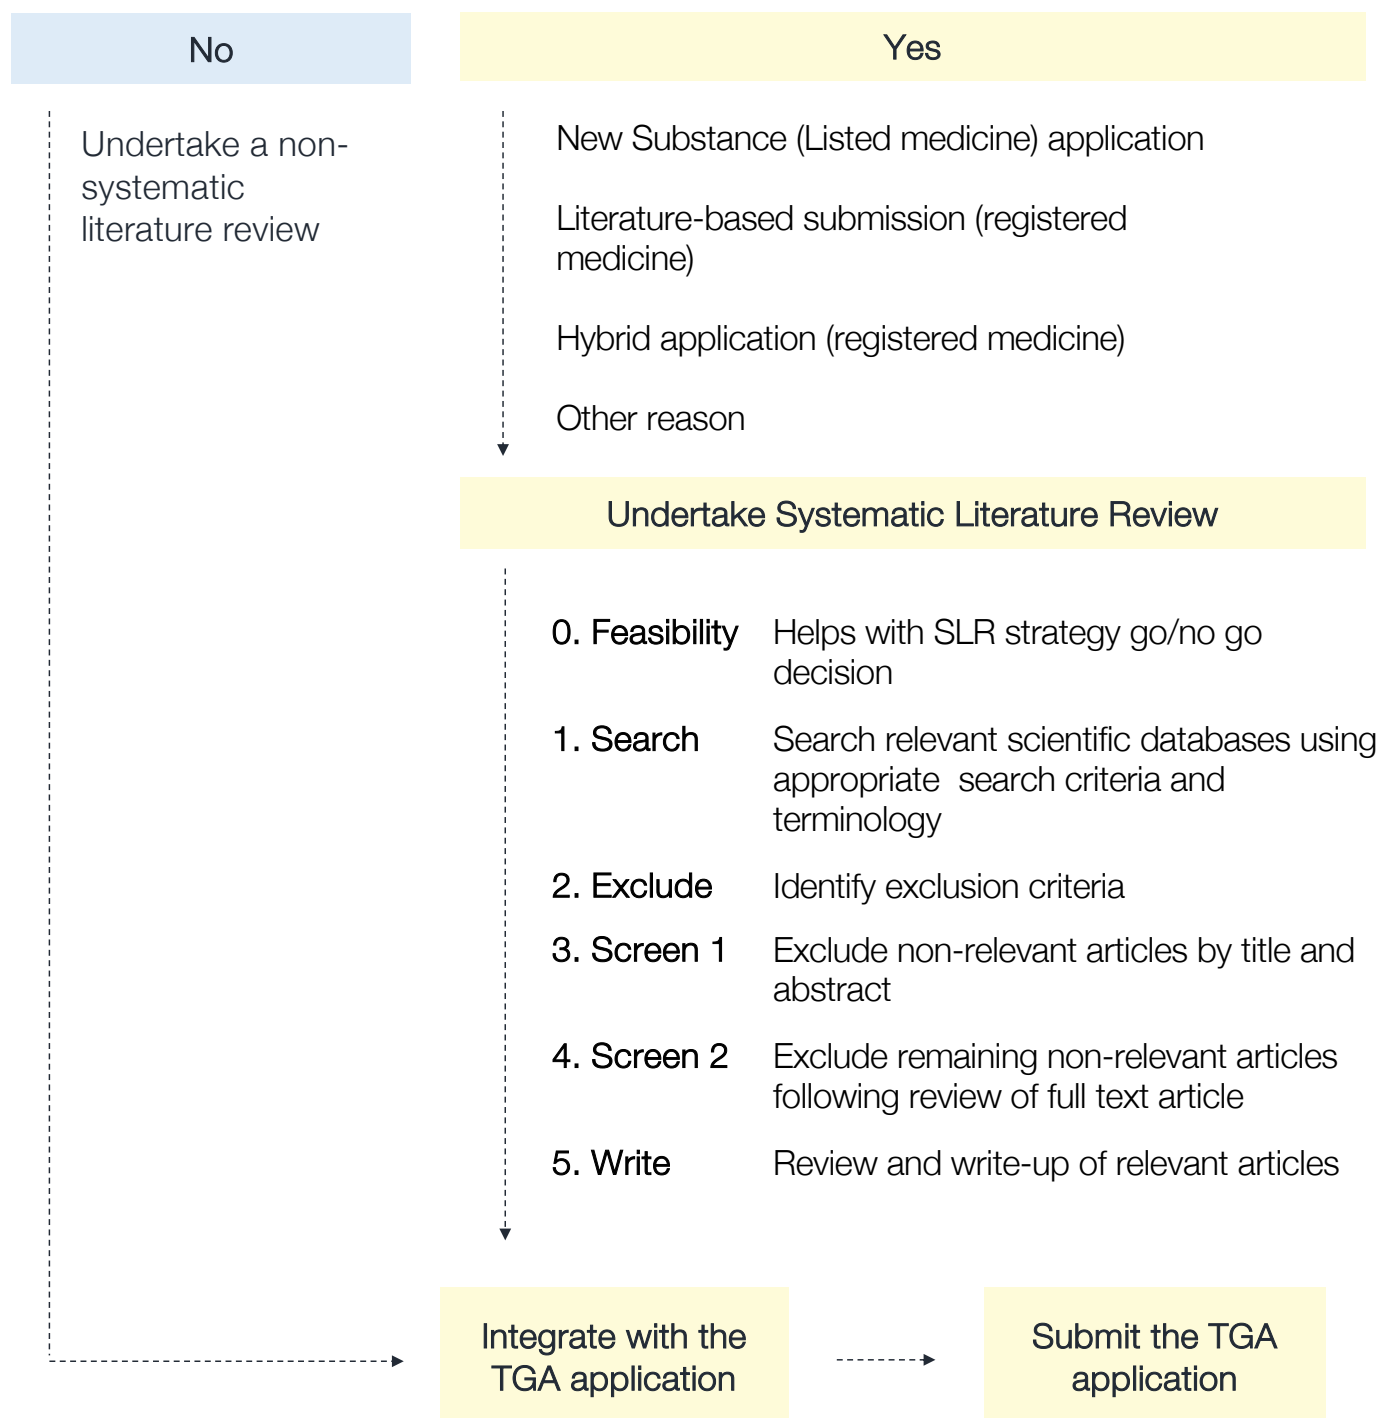 No
Yes
Undertake a non-
systematic
literature review
New Substance (Listed medicine) application
Literature-based submission (registered
medicine)
Hybrid application (registered medicine)
Other reason
Undertake Systematic Literature Review
0. Feasibility Helps with SLR strategy go/no go
decision
1. Search Search relevant scientific databases using
appropriate  search criteria and
terminology
2. Exclude Identify exclusion criteria
3. Screen 1 Exclude non-relevant articles by title and
abstract
4. Screen 2 Exclude remaining non-relevant articles
following review of full text article
5. Write Review and write-up of relevant articles
Integrate with the
TGA application
Submit the TGA
application